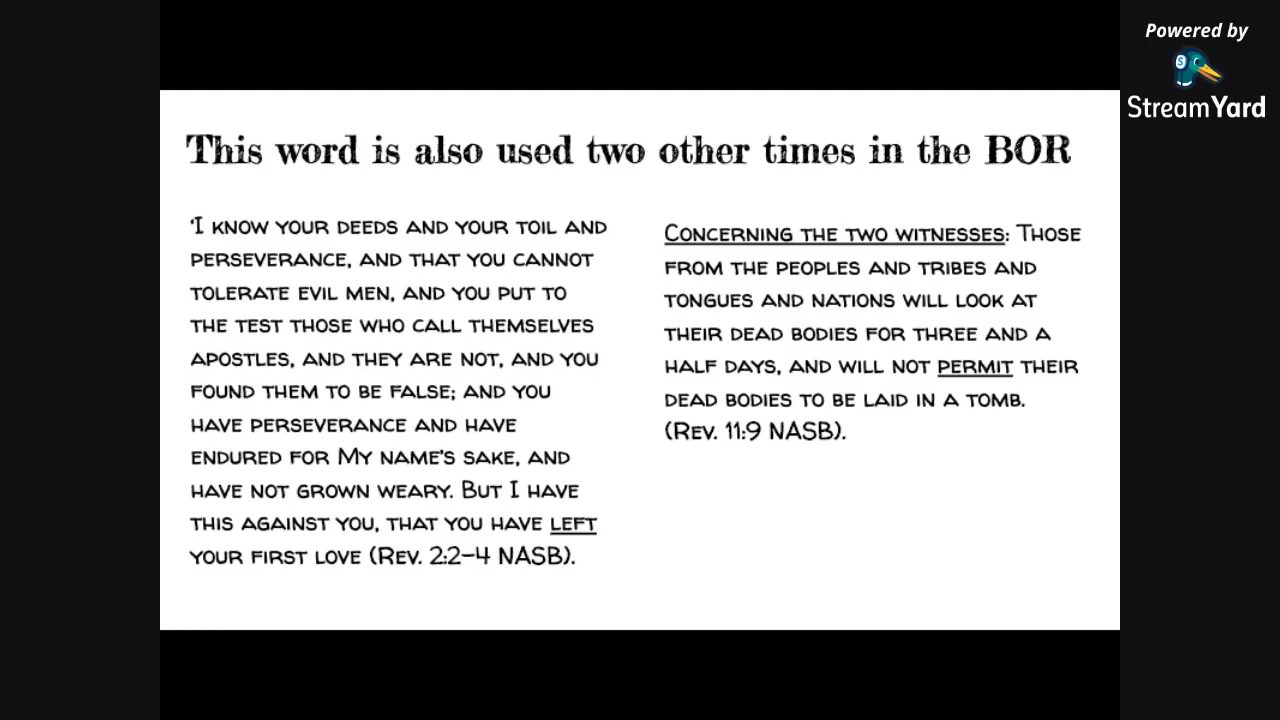 Powered by
StreamYard
This word is also used two other times in the BOR
‘I know your deeds and your toil and
perseverance, and that you cannot
tolerate evil men, and you put to
the test those who call themselves
apostles, and they are not, and you
found them to be false; and you
have perseverance and have
endured for My name's sake, and
have not grown weary. But I have
this against you, that you have left
your first love (Rev. 2:2–4 NASB).
Concerning the two witnesses: Those
from the peoples and tribes and
tongues and nations will look at
their dead bodies for three and a
half days, and will not permit their
dead bodies to be laid in a tomb.
(Rev. 11:9 NASB).